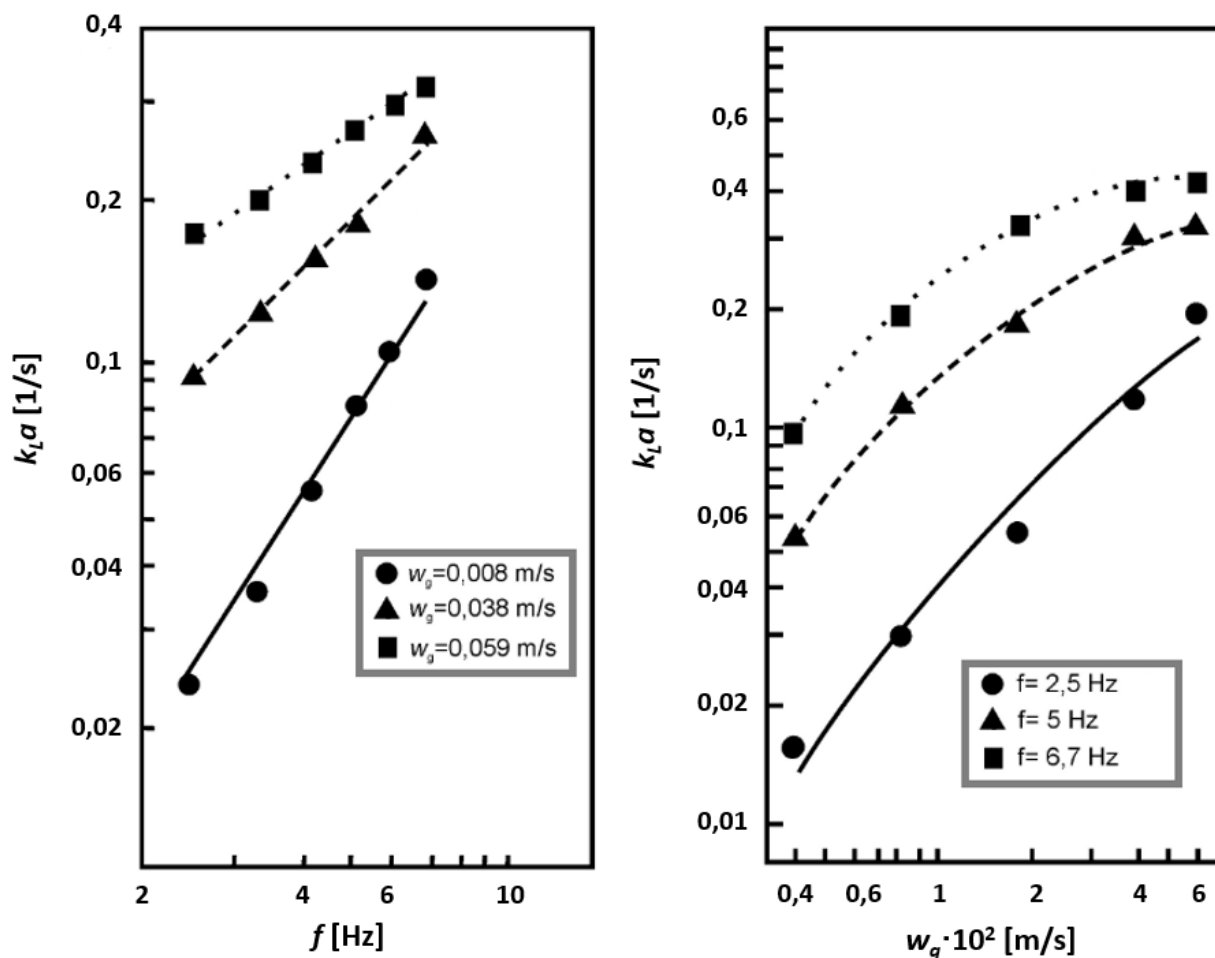 0,4
0,2
0,1
0,06
0,04
0,02
k_L a [1/s]
2
4
6
10
f [Hz]
w_g=0,008 m/s
w_g=0,038 m/s
w_g=0,059 m/s
0,6
0,4
0,2
0,1
0,06
0,04
0,02
0,01
k_L a [1/s]
0,4
0,6
1
2
4
6
w_g·10² [m/s]
f= 2,5 Hz
f= 5 Hz
f= 6,7 Hz